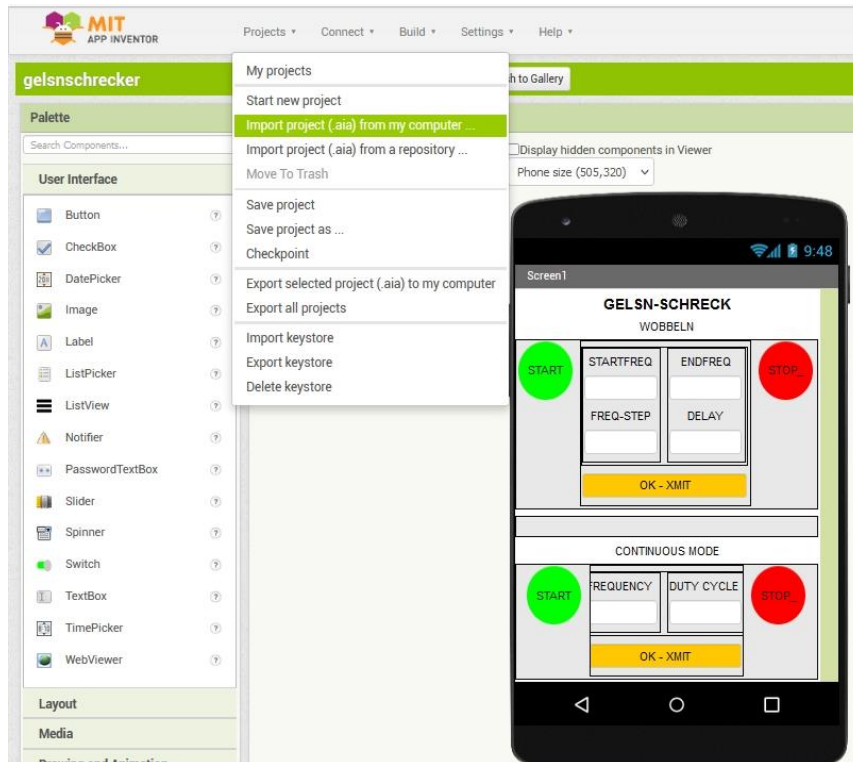 MIT
APP INVENTOR
Projects Connect Build Settings Help
gelsnschrecker
to Gallery
My projects
Start new project
Import project (.aia) from my computer ...
Import project (.aia) from a repository ...
Move To Trash
Save project
Save project as ...
Checkpoint
Export selected project (.aia) to my computer
Export all projects
Import keystore
Export keystore
Delete keystore
Palette
Search Components...
User Interface
Button ?
CheckBox ?
DatePicker ?
Image ?
Label ?
ListPicker ?
ListView ?
Notifier ?
PasswordTextBox ?
Slider ?
Spinner ?
Switch ?
TextBox ?
TimePicker ?
WebViewer ?
Layout
Media
Display hidden components in Viewer
Phone size (505,320)
9:48
Screen1
GELSN-SCHRECK
WOBBELN
START STARTFREQ ENDFREQ STOP_
FREQ-STEP DELAY
OK - XMIT
CONTINUOUS MODE
START FREQUENCY DUTY CYCLE STOP_
OK - XMIT